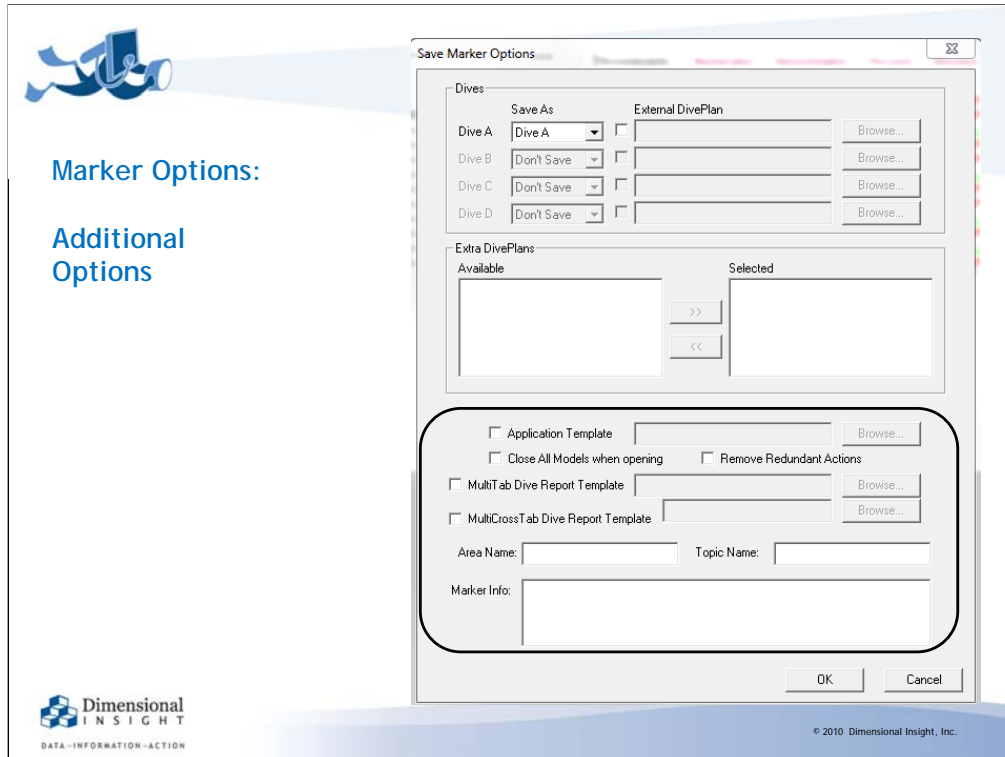 Marker Options:
Additional
Options
Save Marker Options
Dives
Save As External DivePlan
Dive A Dive A Browse...
Dive B Don't Save Browse...
Dive C Don't Save Browse...
Dive D Don't Save Browse...
Extra DivePlans
Available Selected
>>
<<
Application Template Browse...
Close All Models when opening Remove Redundant Actions
MultiTab Dive Report Template Browse...
MultiCrossTab Dive Report Template Browse...
Area Name: Topic Name:
Marker Info:
OK Cancel
Dimensional
INSIGHT
DATA-INFORMATION-ACTION
© 2010 Dimensional Insight, Inc.